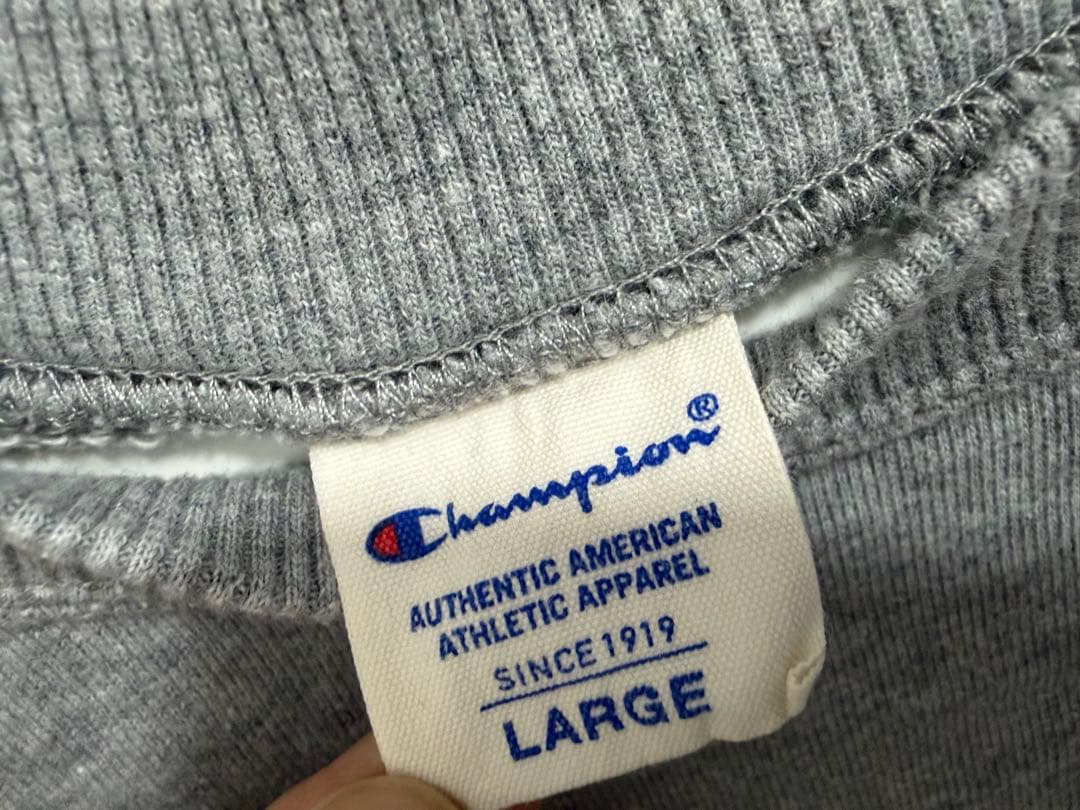 Champion®
AUTHENTIC AMERICAN
ATHLETIC APPAREL
SINCE 1919
LARGE